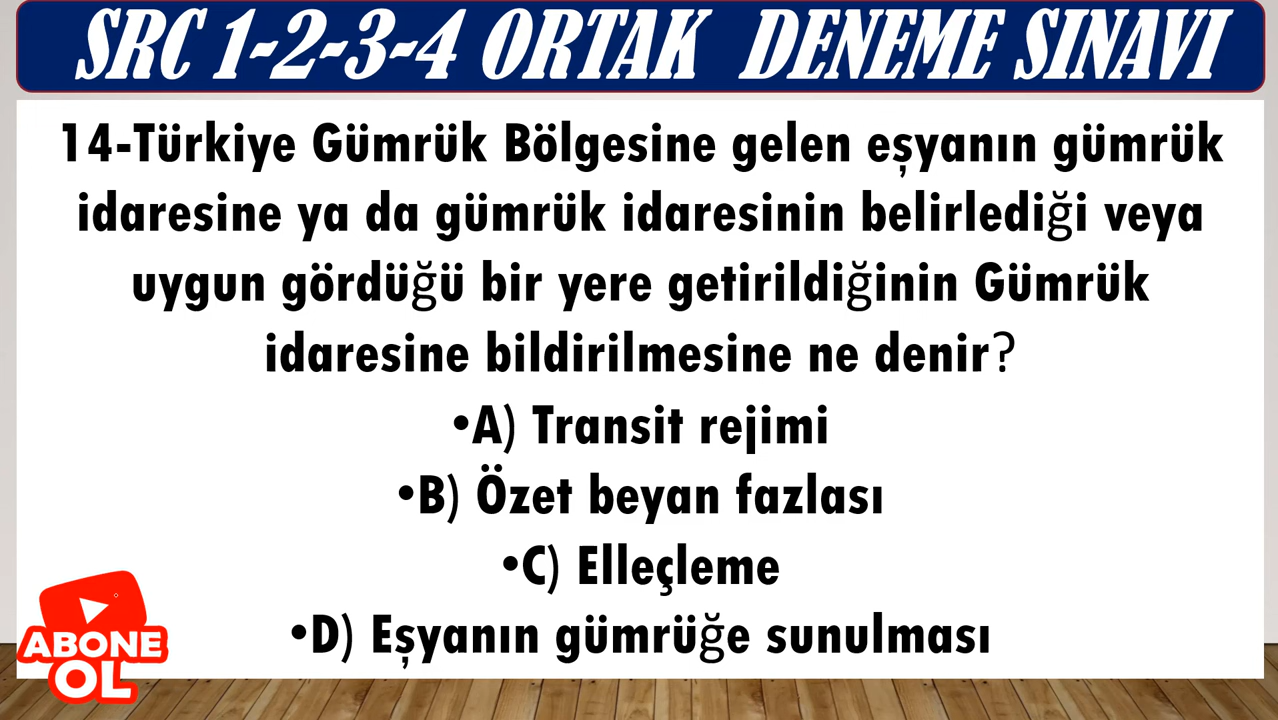 SRC 1-2-3-4 ORTAK DENEME SINAVI
14-Türkiye Gümrük Bölgesine gelen eşyanın gümrük
idaresine ya da gümrük idaresinin belirlediği veya
uygun gördüğü bir yere getirildiğinin Gümrük
idaresine bildirilmesine ne denir?
•A) Transit rejimi
•B) Özet beyan fazlası
•C) Elleçleme
•D) Eşyanın gümrüğe sunulması
ABONE
OL